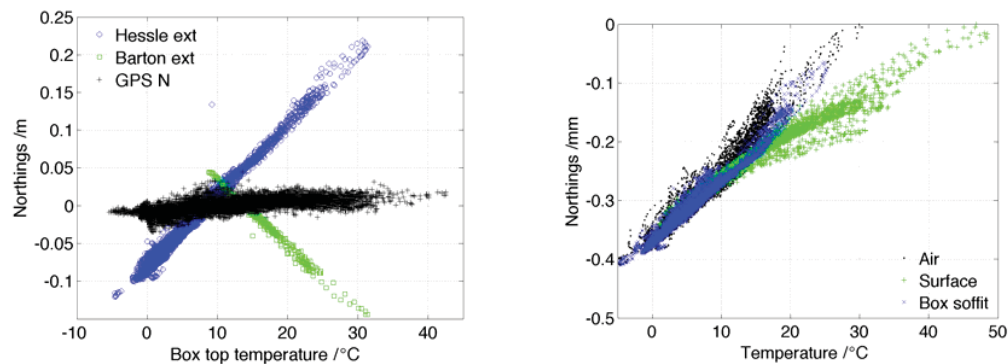 0.25
0.2
0.15
0.1
0.05
0
-0.05
-0.1
Northings /m
Hessle ext
Barton ext
GPS N
-10 0 10 20 30 40
Box top temperature /°C
0
-0.1
-0.2
-0.3
-0.4
-0.5
Northings /mm
Air
Surface
Box soffit
0 10 20 30 40 50
Temperature /°C